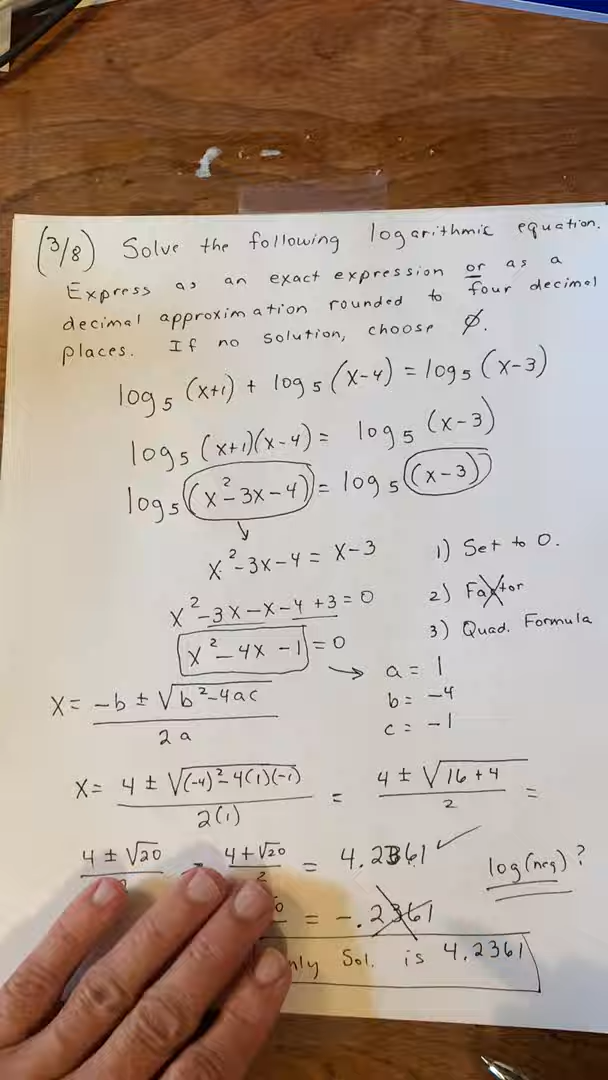 (3/8) Solve the following logarithmic equation.
Express as an exact expression or as a
decimal approximation rounded to four decimal
places. If no solution, choose ∅.
log₅ (x+1) + log₅ (x-4) = log₅ (x-3)
log₅ (x+1)(x-4) = log₅ (x-3)
log₅ (x²-3x-4) = log₅ (x-3)
x²-3x-4 = x-3
1) Set to 0.
x²-3x-x-4+3 = 0
2) Factor
x²-4x-1 = 0
3) Quad. Formula
→ a = 1
b = -4
c = -1
x = (-b ± √(b²-4ac)) / 2a
x = (4 ± √((-4)²-4(1)(-1))) / 2(1) = (4 ± √(16+4)) / 2 =
(4 ± √20) / 2 = (4+√20) / 2 = 4.2361 ✓
log(neg)?
= -.2361
Sol. is 4.2361